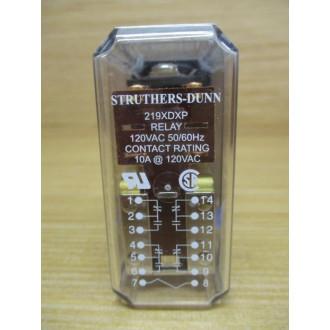 STRUTHERS-DUNN
219XDXP
RELAY
120VAC 50/60Hz
CONTACT RATING
10A @ 120VAC
1 14
2 13
3 12
4 11
5 10
6 9
7 8